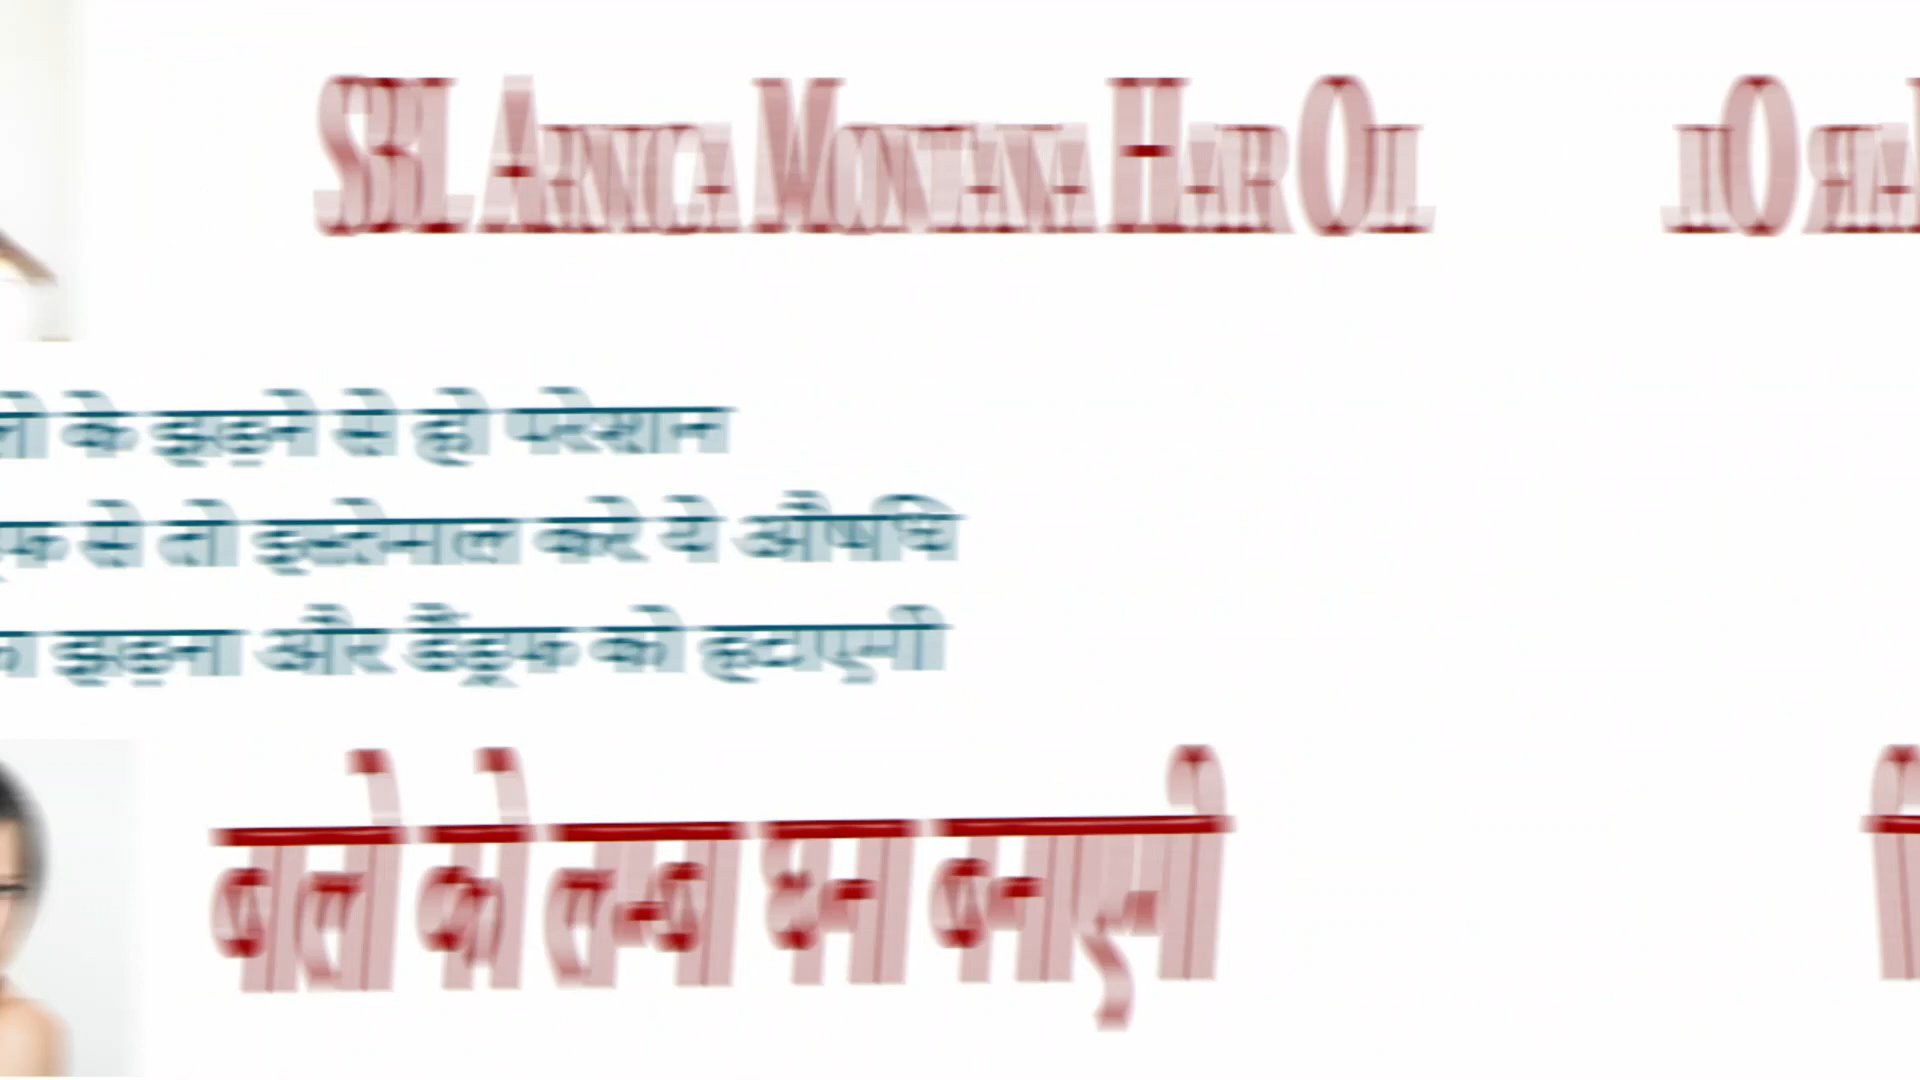 SBL ARNICA MONTANA HAIR OIL
के झड़ने से हो परेशान
से तो इस्तेमाल करे ये औषधि
झड़ना और डैंड्रफ को हटाएगी
बालो को लम्बा घना बनाएगी